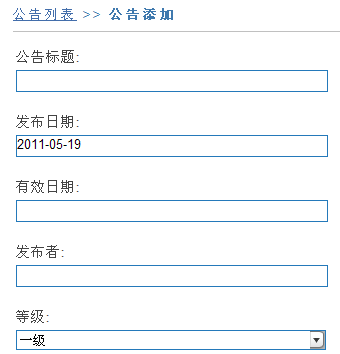 公告列表 >> 公告添加
公告标题:
发布日期:
2011-05-19
有效日期:
发布者:
等级:
一级